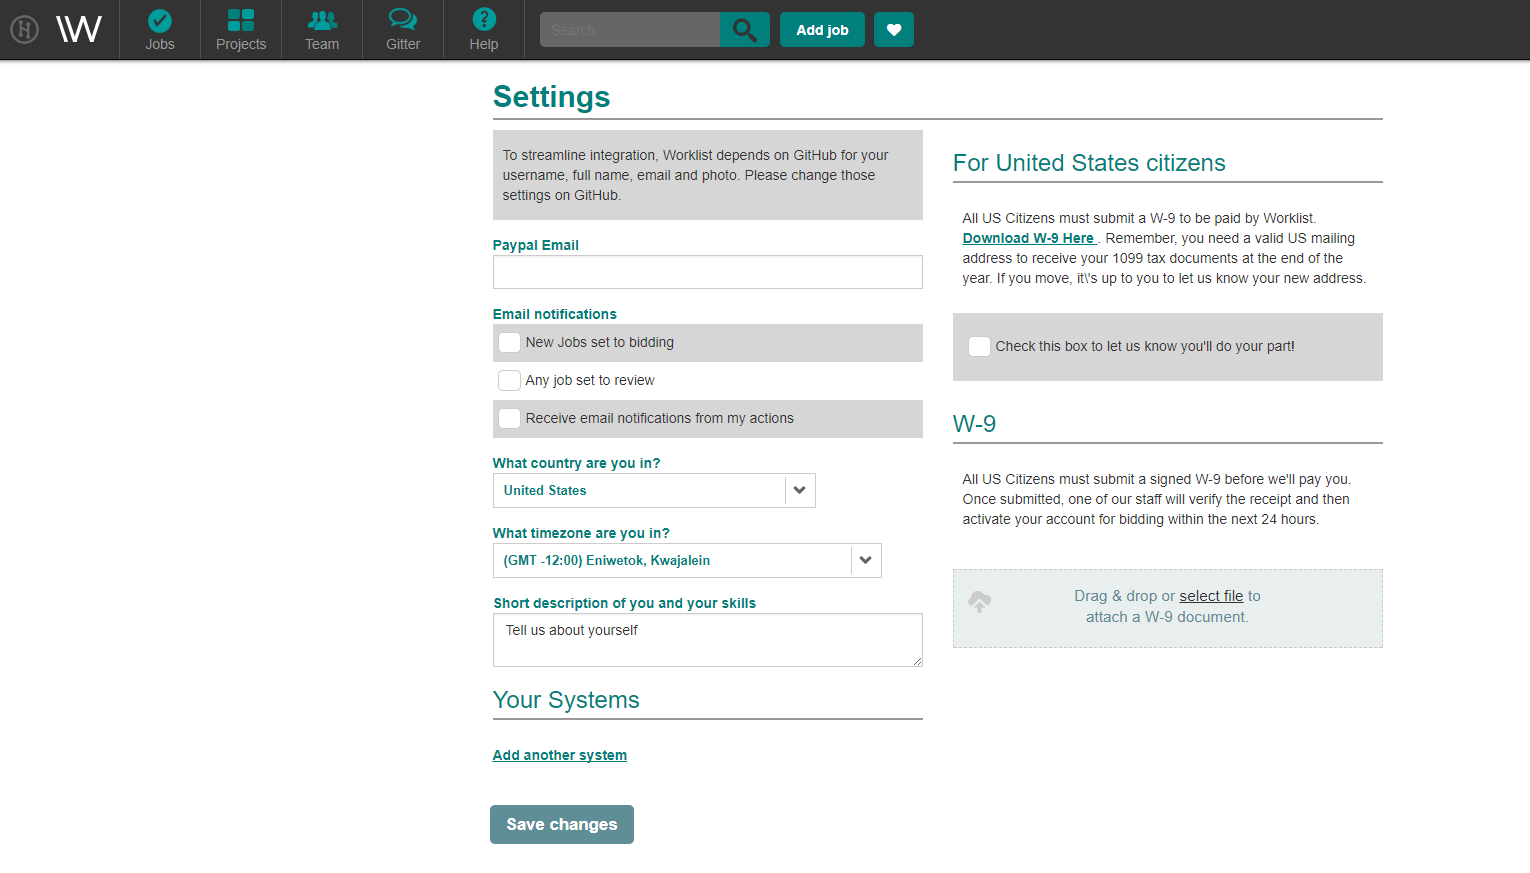 W
Jobs
Projects
Team
Gitter
Help
Search
Add job
Settings
To streamline integration, Worklist depends on GitHub for your
username, full name, email and photo. Please change those
settings on GitHub.
Paypal Email
Email notifications
New Jobs set to bidding
Any job set to review
Receive email notifications from my actions
What country are you in?
United States
What timezone are you in?
(GMT -12:00) Eniwetok, Kwajalein
Short description of you and your skills
Tell us about yourself
Your Systems
Add another system
Save changes
For United States citizens
All US Citizens must submit a W-9 to be paid by Worklist.
Download W-9 Here . Remember, you need a valid US mailing
address to receive your 1099 tax documents at the end of the
year. If you move, it\'s up to you to let us know your new address.
Check this box to let us know you'll do your part!
W-9
All US Citizens must submit a signed W-9 before we'll pay you.
Once submitted, one of our staff will verify the receipt and then
activate your account for bidding within the next 24 hours.
Drag & drop or select file to
attach a W-9 document.